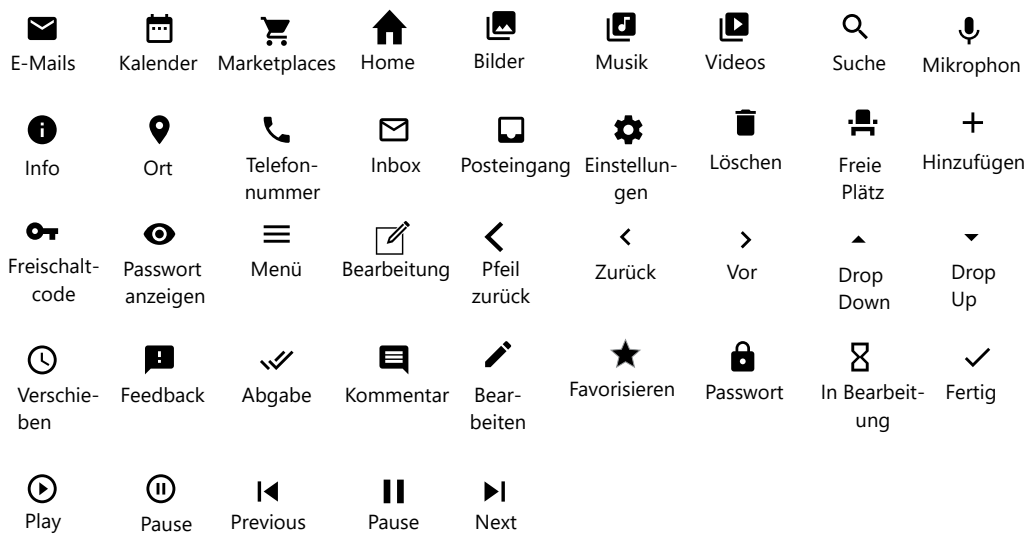 E-Mails Kalender Marketplaces Home Bilder Musik Videos Suche Mikrophon
Info Ort Telefon-
nummer Inbox Posteingang Einstellun-
gen Löschen Freie
Plätz Hinzufügen
Freischalt-
code Passwort
anzeigen Menü Bearbeitung Pfeil
zurück Zurück Vor Drop
Down Drop
Up
Verschie-
ben Feedback Abgabe Kommentar Bear-
beiten Favorisieren Passwort In Bearbeit-
ung Fertig
Play Pause Previous Pause Next